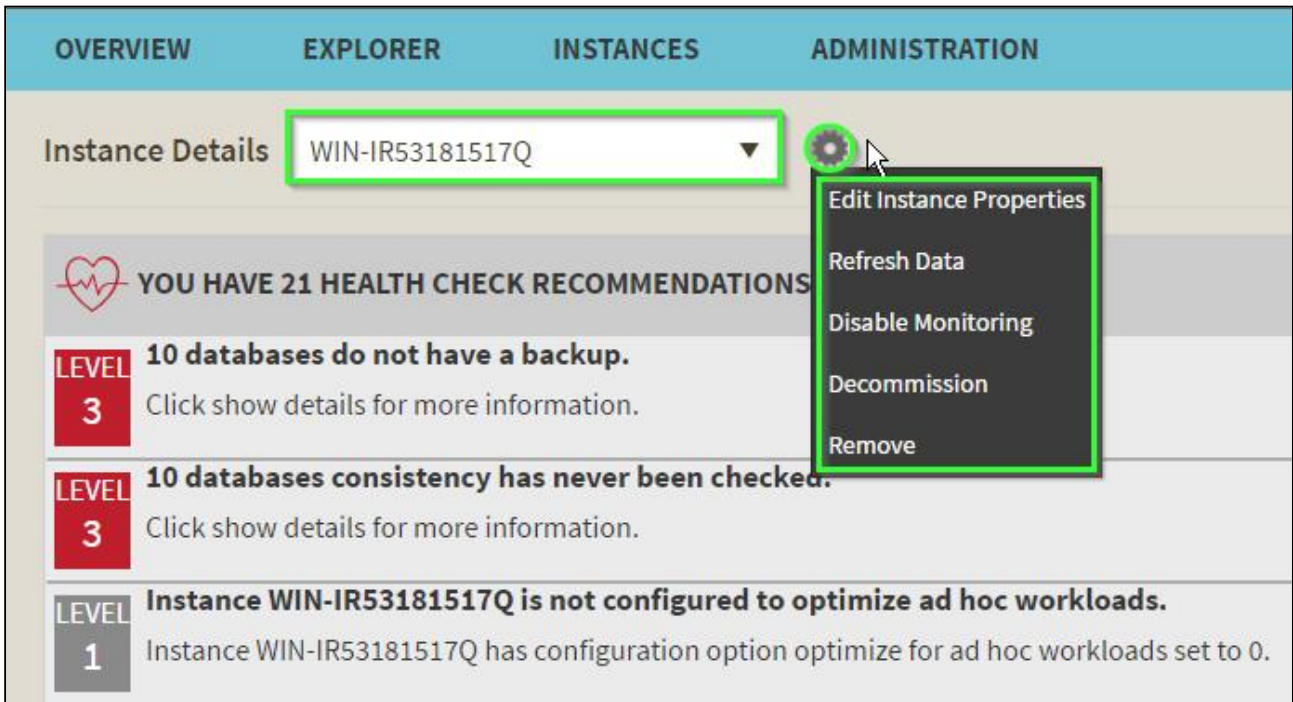 OVERVIEW EXPLORER INSTANCES ADMINISTRATION
Instance Details WIN-IR53181517Q
Edit Instance Properties
Refresh Data
Disable Monitoring
Decommission
Remove
YOU HAVE 21 HEALTH CHECK RECOMMENDATIONS
LEVEL 3
10 databases do not have a backup.
Click show details for more information.
LEVEL 3
10 databases consistency has never been checked.
Click show details for more information.
LEVEL 1
Instance WIN-IR53181517Q is not configured to optimize ad hoc workloads.
Instance WIN-IR53181517Q has configuration option optimize for ad hoc workloads set to 0.